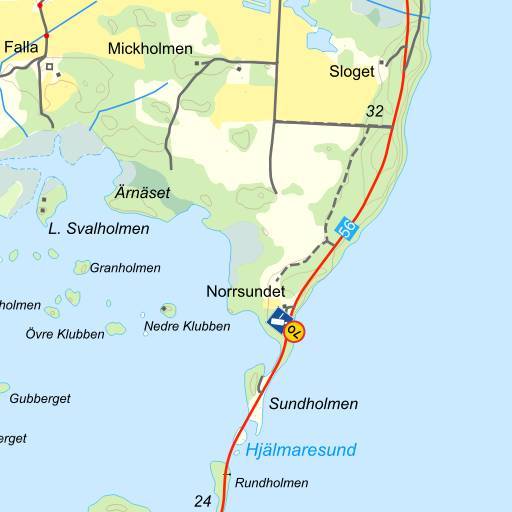 Falla
Mickholmen
Sloget
32
Ärnäset
L. Svalholmen
56
Granholmen
Norrsundet
holmen
Övre Klubben
Nedre Klubben
70
Gubberget
Sundholmen
erget
Hjälmaresund
Rundholmen
24